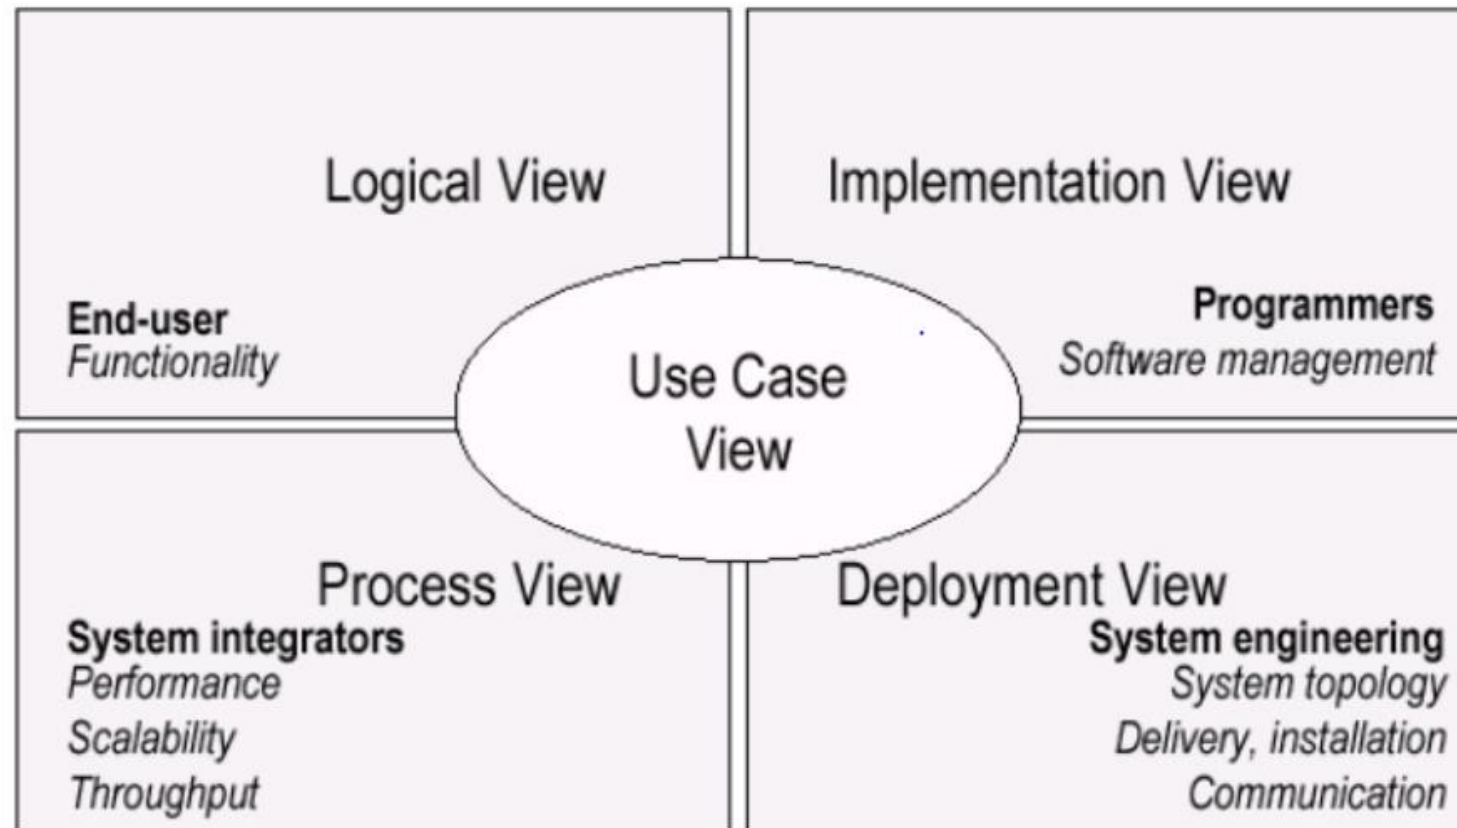 Logical View
End-user
Functionality
Implementation View
Programmers
Software management
Use Case
View
Process View
System integrators
Performance
Scalability
Throughput
Deployment View
System engineering
System topology
Delivery, installation
Communication